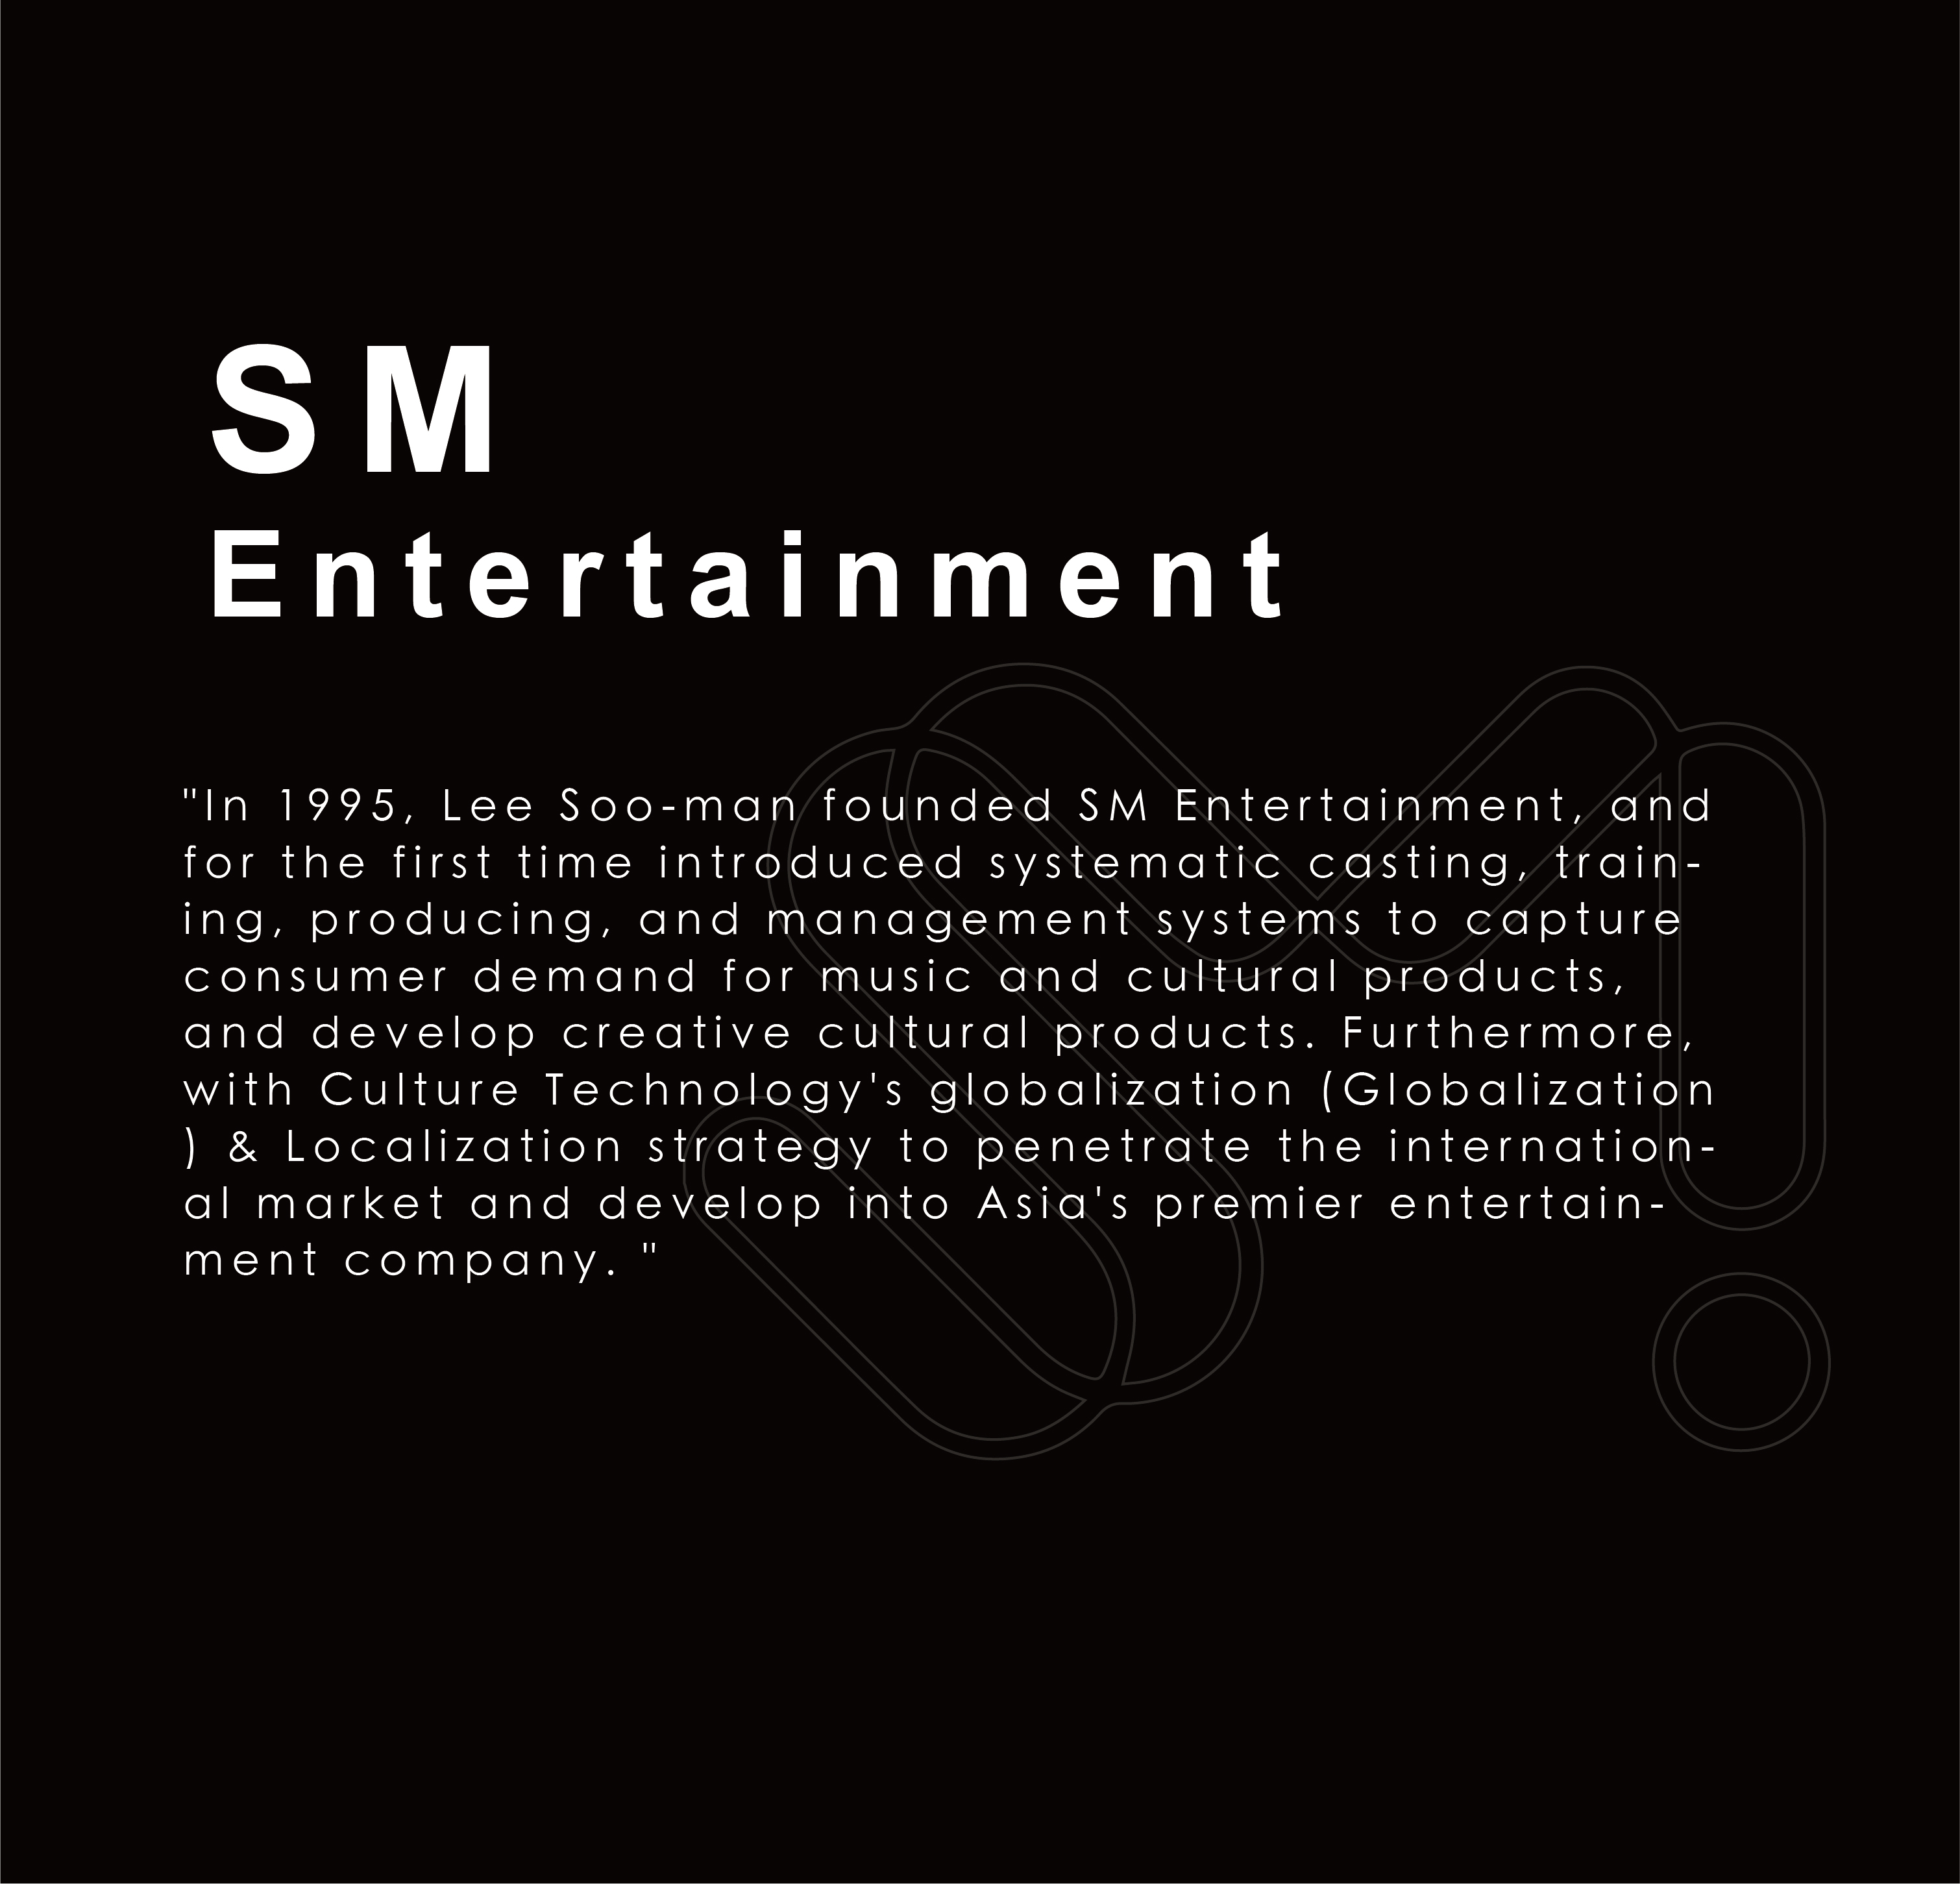 SM
Entertainment
"In 1995, Lee Soo-man founded SM Entertainment, and
for the first time introduced systematic casting, train-
ing, producing, and management systems to capture
consumer demand for music and cultural products,
and develop creative cultural products. Furthermore,
with Culture Technology's globalization (Globalization
) & Localization strategy to penetrate the internation-
al market and develop into Asia's premier entertain-
ment company. "